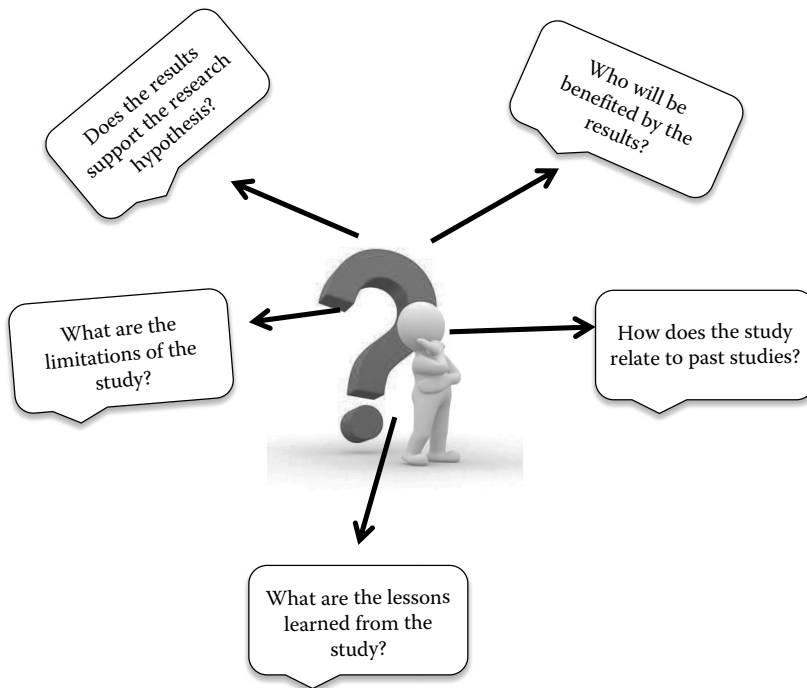 Does the results
support the research
hypothesis?
Who will be
benefited by the
results?
What are the
limitations of the
study?
How does the study
relate to past studies?
What are the lessons
learned from the
study?